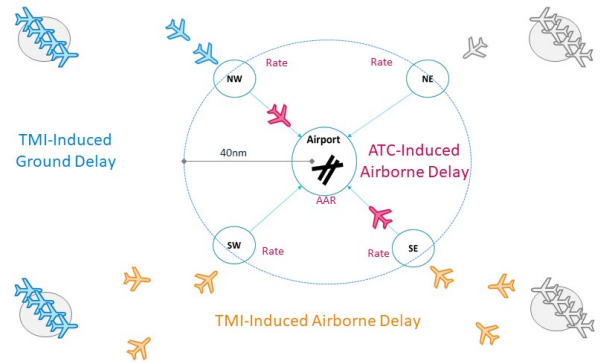 Rate
Rate
NW
NE
TMI-Induced
Ground Delay
40nm
Airport
ATC-Induced
Airborne Delay
AAR
SW
Rate
Rate
SE
TMI-Induced Airborne Delay